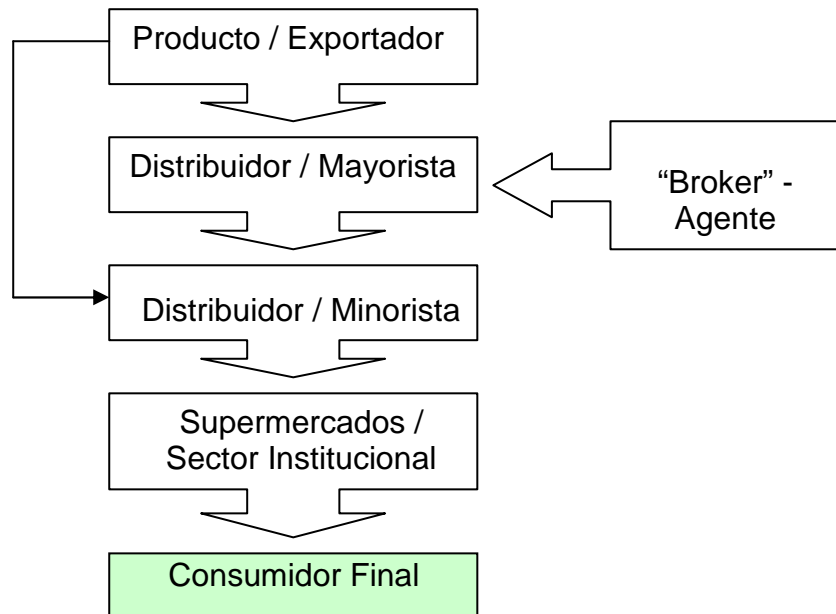 Producto / Exportador
Distribuidor / Mayorista
“Broker” -
Agente
Distribuidor / Minorista
Supermercados /
Sector Institucional
Consumidor Final